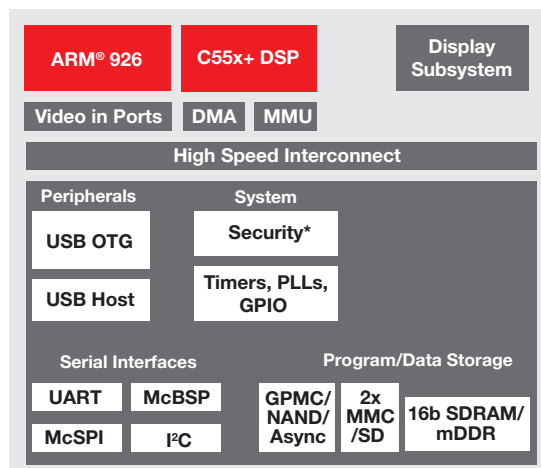 ARM® 926
C55x+ DSP
Display
Subsystem
Video in Ports
DMA
MMU
High Speed Interconnect
Peripherals
System
USB OTG
Security*
USB Host
Timers, PLLs,
GPIO
Serial Interfaces
Program/Data Storage
UART
McBSP
McSPI
I²C
GPMC/
NAND/
Async
2x
MMC
/SD
16b SDRAM/
mDDR